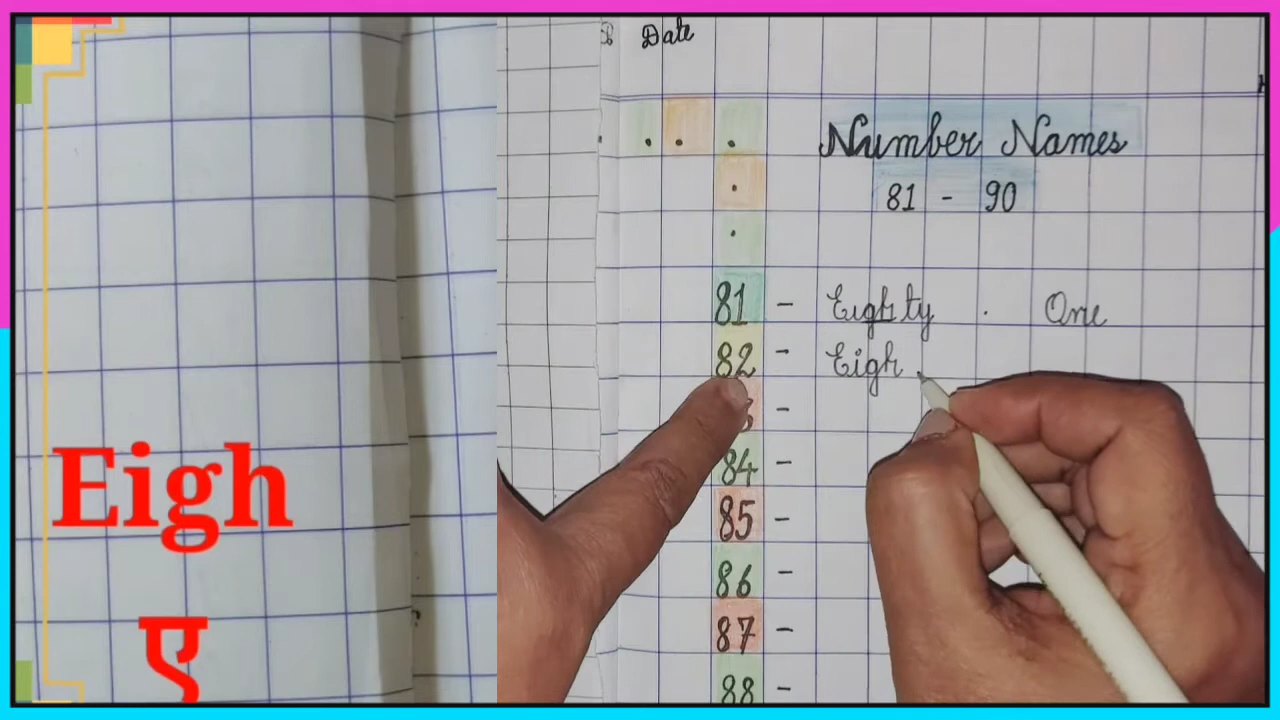 Date
Number Names
81 - 90
81 - Eighty . One
82 - Eigh
-
84 -
85 -
86 -
87 -
88 -
Eigh
ए